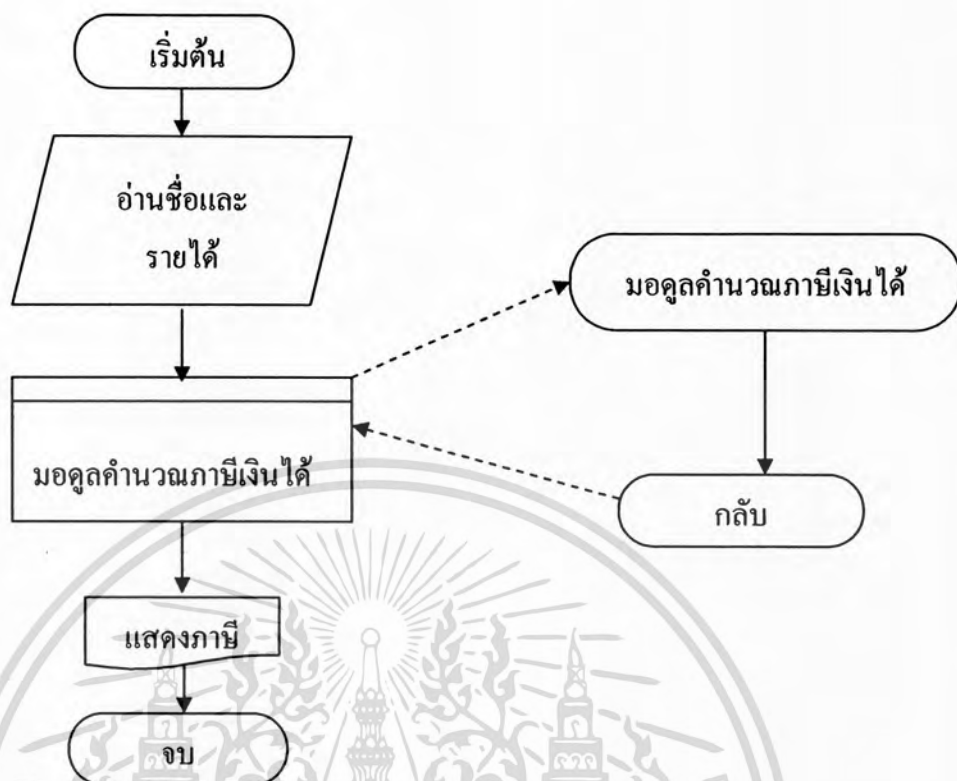 เริ่มต้น
อ่านชื่อและ
รายได้
มอดูลคำนวณภาษีเงินได้
แสดงภาษี
จบ
มอดูลคำนวณภาษีเงินได้
กลับ